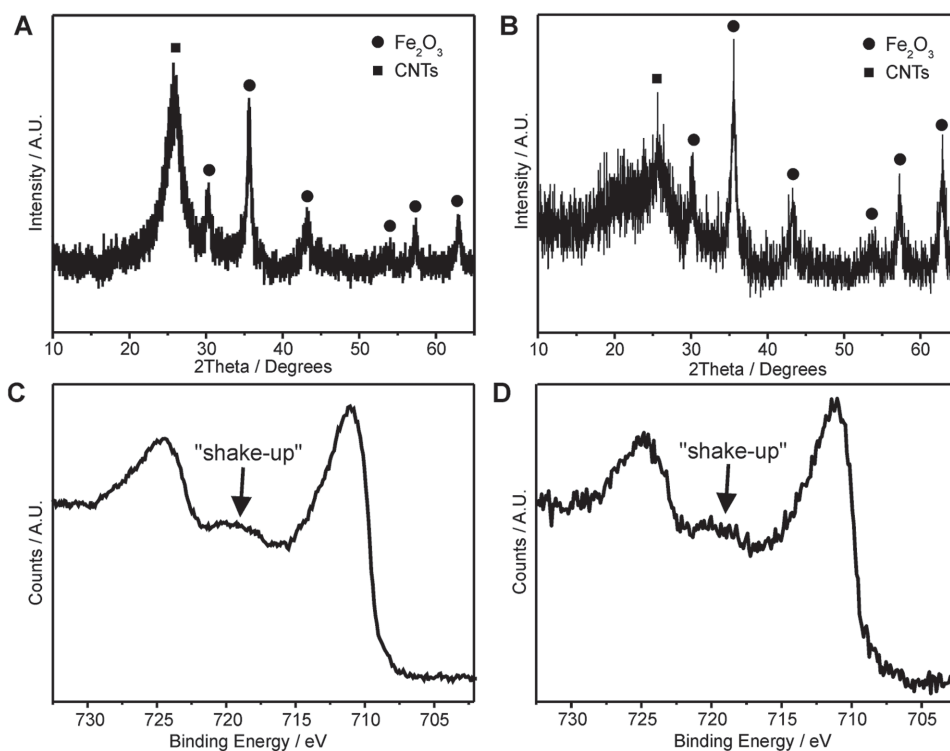 A
● Fe₂O₃
■ CNTs
Intensity / A.U.
10 20 30 40 50 60
2Theta / Degrees
B
● Fe₂O₃
■ CNTs
Intensity / A.U.
10 20 30 40 50 60
2Theta / Degrees
C
"shake-up"
Counts / A.U.
730 725 720 715 710 705
Binding Energy / eV
D
"shake-up"
Counts / A.U.
730 725 720 715 710 705
Binding Energy / eV